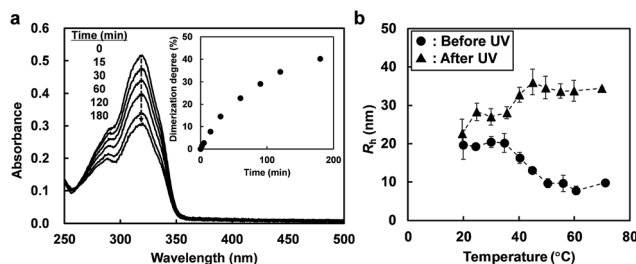 a
Absorbance
0.6
0.5
0.4
0.3
0.2
0.1
0.0
Time (min)
0
15
30
60
120
180
250 300 350 400 450 500
Wavelength (nm)
Dimerization degree (%)
50
40
30
20
10
0
0 100 200
Time (min)
b
Rh (nm)
50
40
30
20
10
0
: Before UV
: After UV
0 20 40 60 80
Temperature (°C)